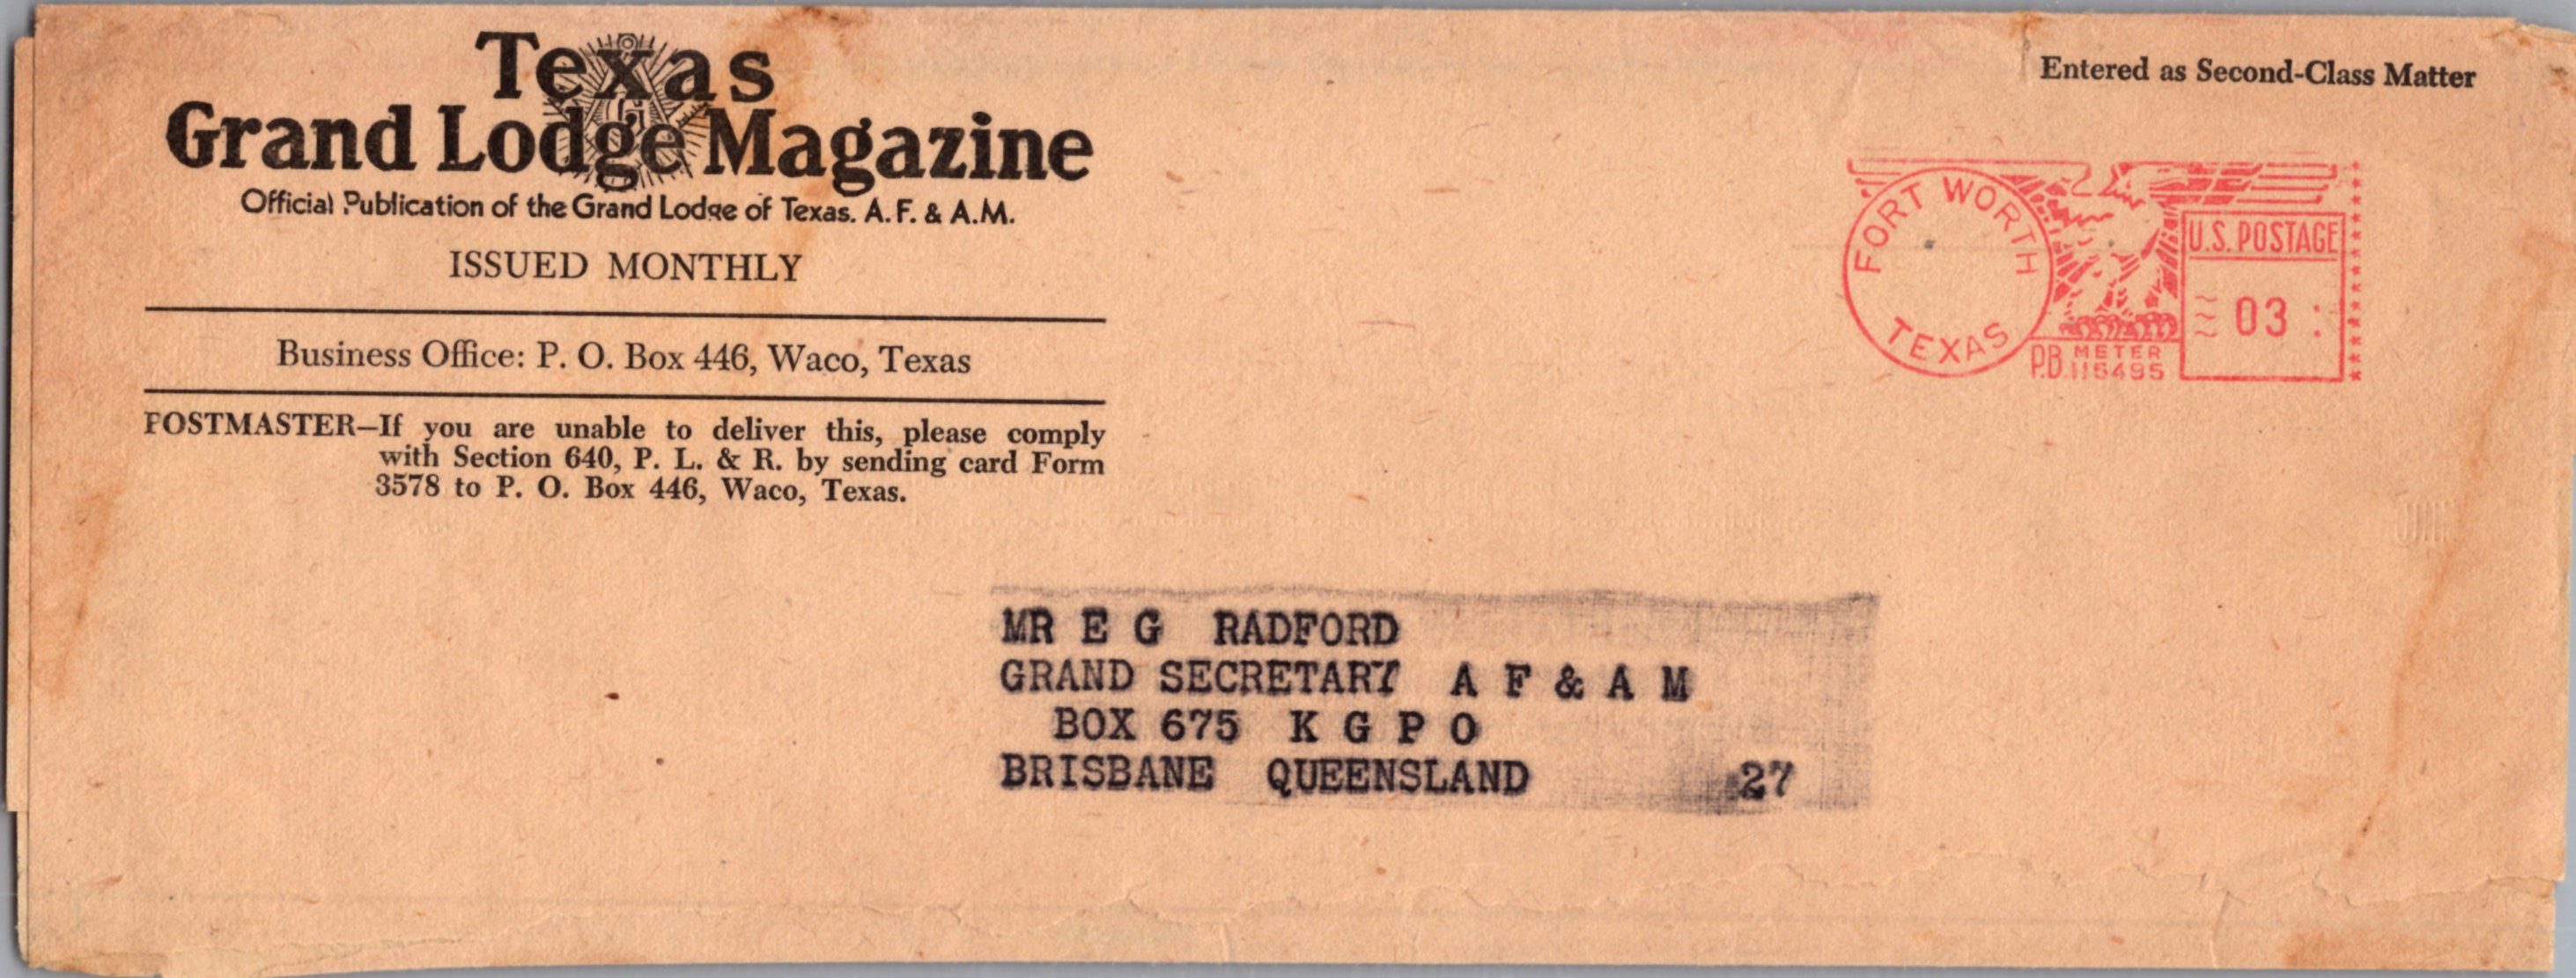 Texas
Grand Lodge Magazine
Official Publication of the Grand Lodge of Texas. A.F. & A.M.
ISSUED MONTHLY
Business Office: P. O. Box 446, Waco, Texas
POSTMASTER—If you are unable to deliver this, please comply
with Section 640, P. L. & R. by sending card Form
3578 to P. O. Box 446, Waco, Texas.
Entered as Second-Class Matter
FORT WORTH
TEXAS
P.B. METER
115495
U.S. POSTAGE
03
MR E G RADFORD
GRAND SECRETARY A F & A M
BOX 675 K G P O
BRISBANE QUEENSLAND 27